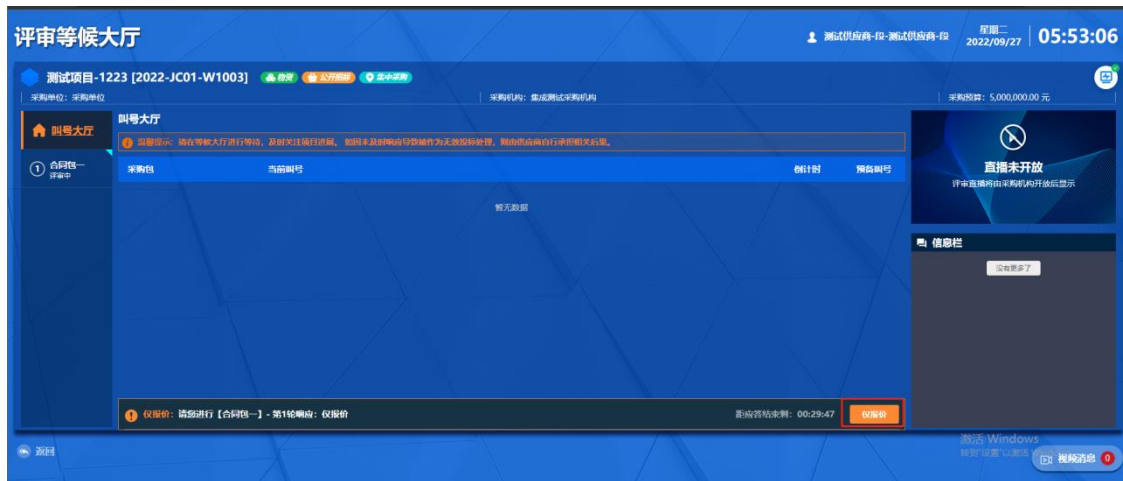 评审等候大厅
测试供应商-段-测试供应商-段
星期二
2022/09/27
05:53:06
测试项目-1223 [2022-JC01-W1003] 物资 公开招标 集中采购
采购单位：采购单位
采购机构：集成测试采购机构
采购预算：5,000,000.00 元
叫号大厅
叫号大厅
温馨提示：请在等候大厅进行等待，及时关注项目进展。如因未及时响应导致被作为无效投标处理，则由供应商自行承担相关后果。
1 合同包一
评审中
采购包 当前叫号 倒计时 预备叫号
暂无数据
直播未开放
评审直播将由采购机构开放后显示
信息栏
没有更多了
仅报价：请您进行【合同包一】- 第1轮响应：仅报价
距应答结束剩：00:29:47
仅报价
返回
激活 Windows
视频消息 0